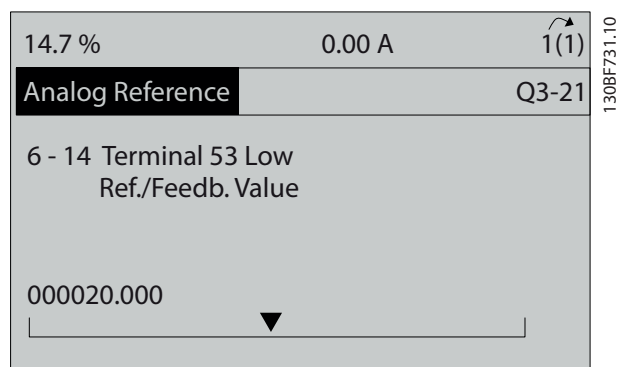 14.7 % 0.00 A 1(1)
Analog Reference Q3-21
6 - 14 Terminal 53 Low
Ref./Feedb. Value
000020.000
130BF731.10